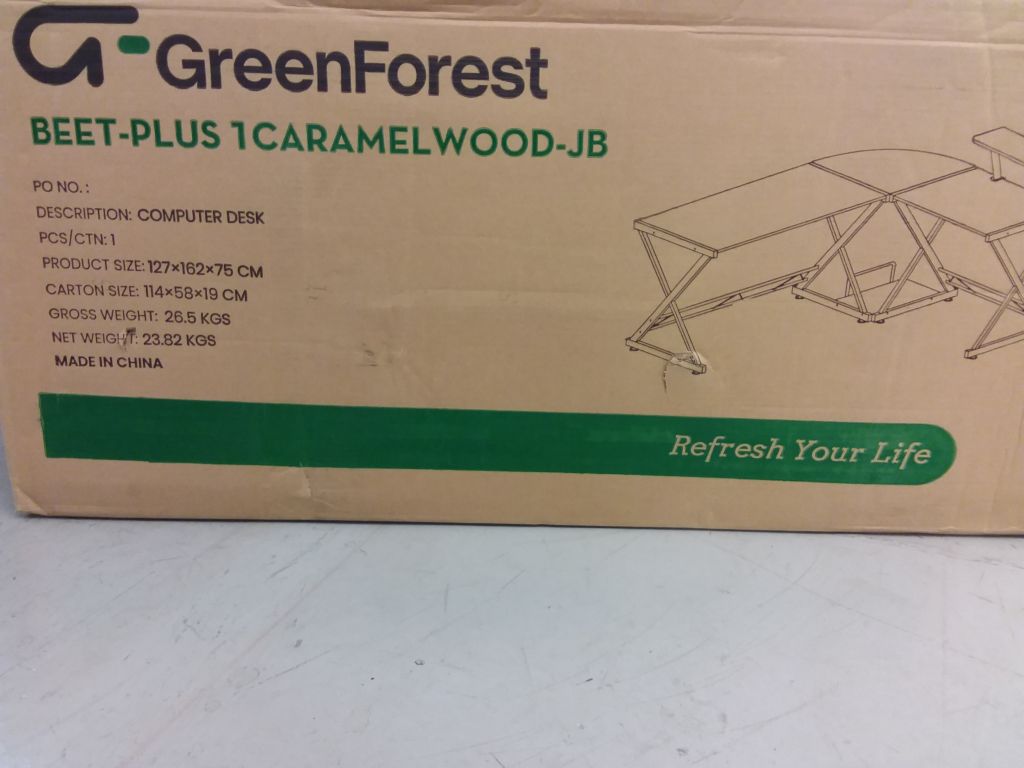 GreenForest
BEET-PLUS 1CARAMELWOOD-JB
PO NO. :
DESCRIPTION: COMPUTER DESK
PCS/CTN: 1
PRODUCT SIZE: 127×162×75 CM
CARTON SIZE: 114×58×19 CM
GROSS WEIGHT: 26.5 KGS
NET WEIGHT: 23.82 KGS
MADE IN CHINA
Refresh Your Life